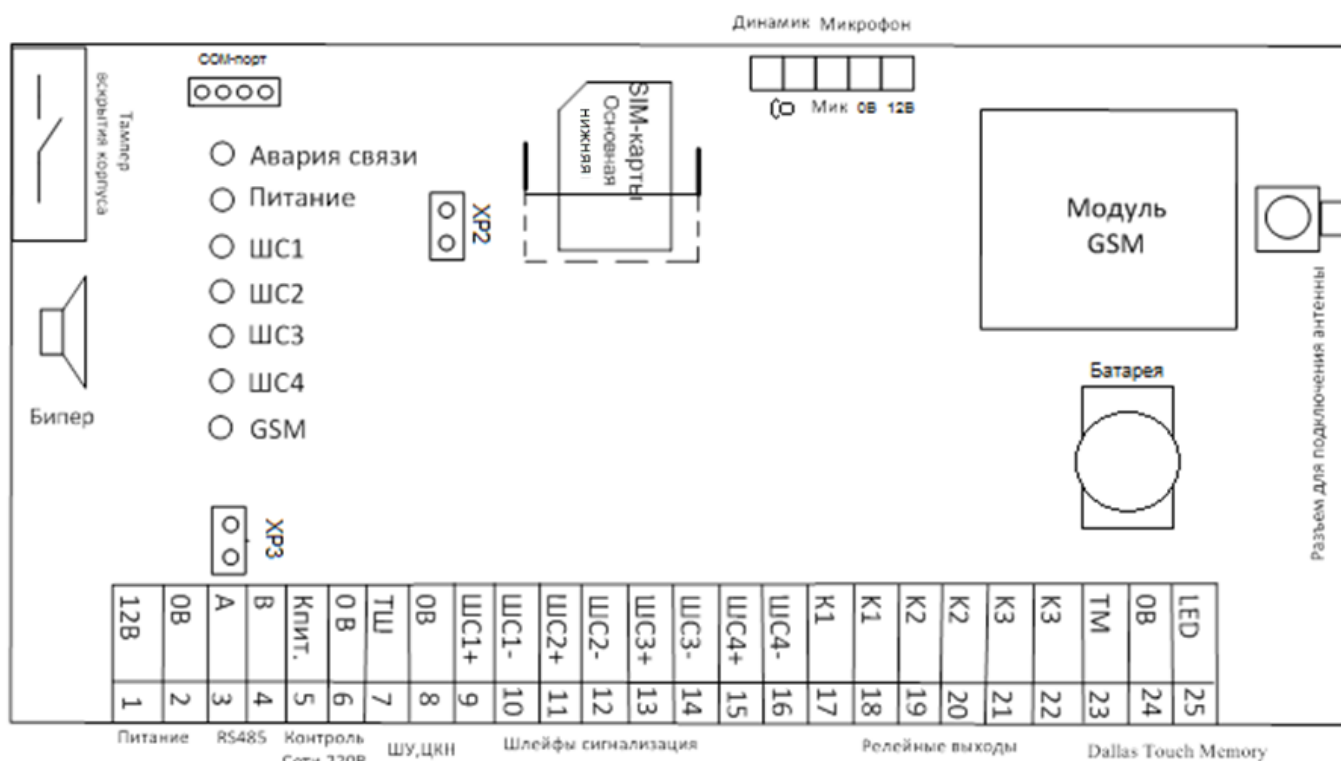 Динамик Микрофон
COM-порт
Тампер
вскрытия корпуса
SIM-карты
Основная
нижняя
Мик 0В 12В
Авария связи
Питание
XP2
ШС1
ШС2
ШС3
ШС4
GSM
Бипер
Модуль
GSM
Разъем для подключения антенны
Батарея
XP3
12В 0В A B Кпит. 0 В ТШ 0В ШС1+ ШС1- ШС2+ ШС2- ШС3+ ШС3- ШС4+ ШС4- К1 К1 К2 К2 К3 К3 ТМ 0В LED
1 2 3 4 5 6 7 8 9 10 11 12 13 14 15 16 17 18 19 20 21 22 23 24 25
Питание RS485 Контроль ШУ,ЦКН Шлейфы сигнализация Релейные выходы Dallas Touch Memory
Сети 220В